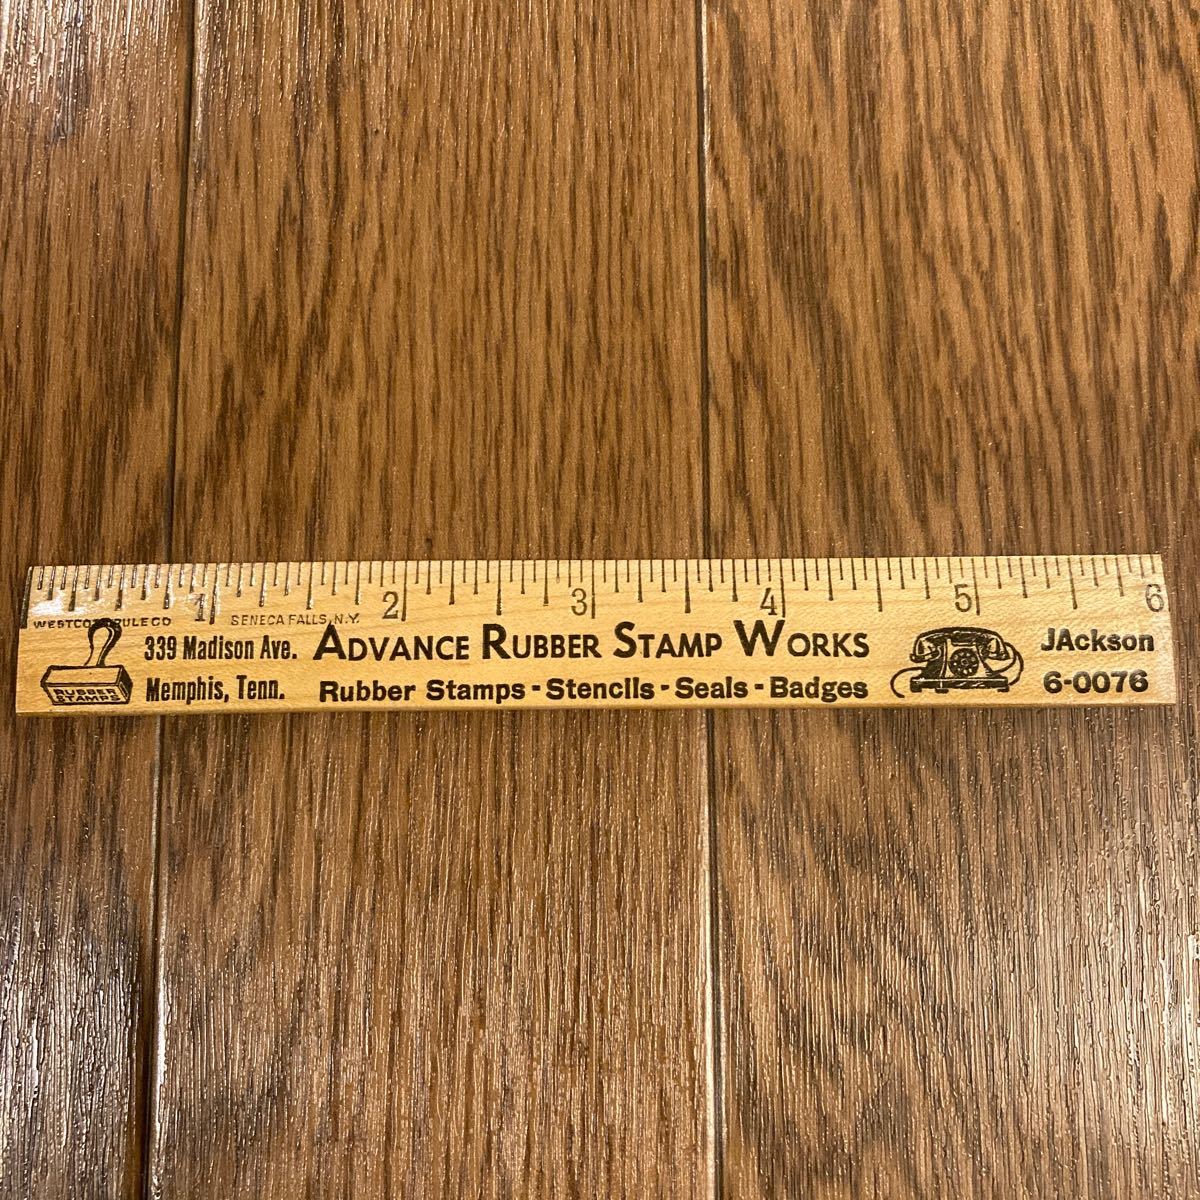 1 2 3 4 5 6
WESTCOTT RULE CO SENECA FALLS, N.Y.
RUBBER
STAMPS
339 Madison Ave.
Memphis, Tenn.
ADVANCE RUBBER STAMP WORKS
Rubber Stamps - Stencils - Seals - Badges
JAckson
6-0076